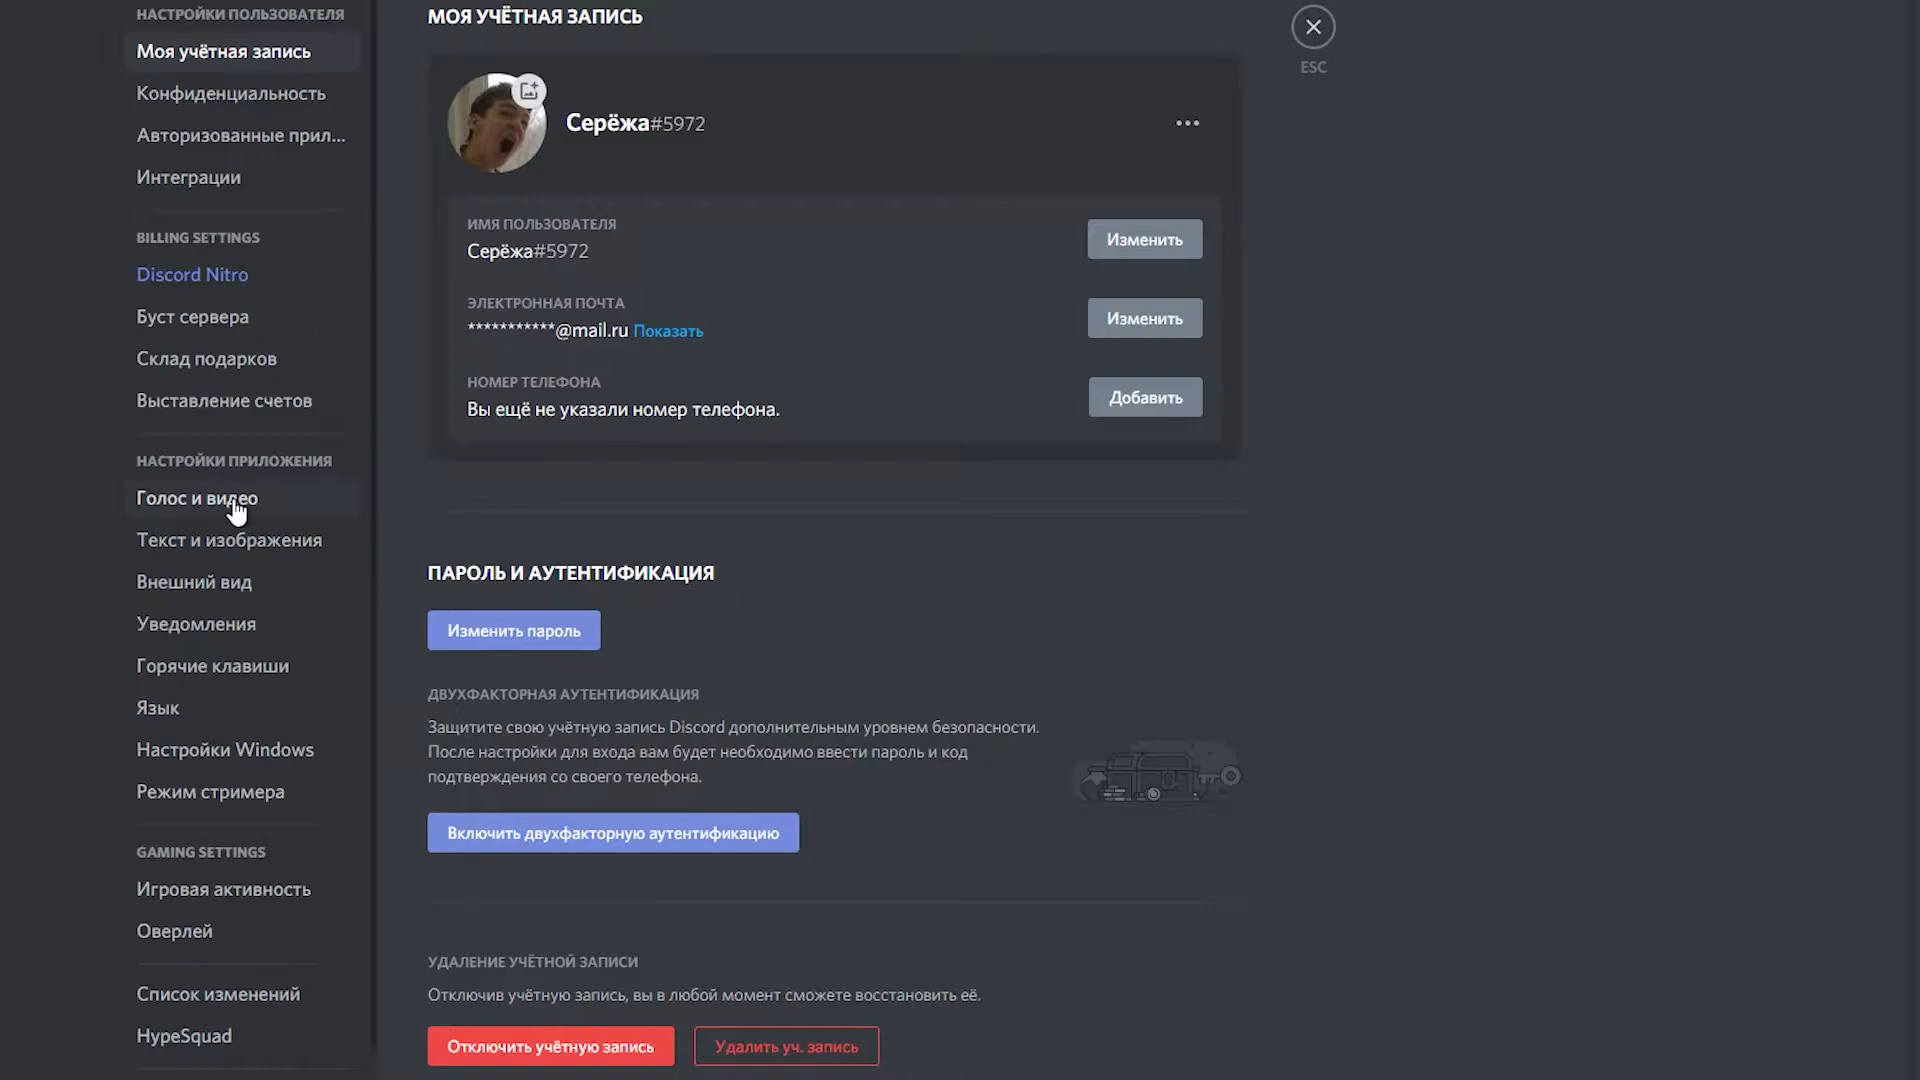 НАСТРОЙКИ ПОЛЬЗОВАТЕЛЯ
Моя учётная запись
Конфиденциальность
Авторизованные прил...
Интеграции
BILLING SETTINGS
Discord Nitro
Буст сервера
Склад подарков
Выставление счетов
НАСТРОЙКИ ПРИЛОЖЕНИЯ
Голос и видео
Текст и изображения
Внешний вид
Уведомления
Горячие клавиши
Язык
Настройки Windows
Режим стримера
GAMING SETTINGS
Игровая активность
Оверлей
Список изменений
HypeSquad
МОЯ УЧЁТНАЯ ЗАПИСЬ
Серёжа#5972
ИМЯ ПОЛЬЗОВАТЕЛЯ
Серёжа#5972
Изменить
ЭЛЕКТРОННАЯ ПОЧТА
***********@mail.ru Показать
Изменить
НОМЕР ТЕЛЕФОНА
Вы ещё не указали номер телефона.
Добавить
ПАРОЛЬ И АУТЕНТИФИКАЦИЯ
Изменить пароль
ДВУХФАКТОРНАЯ АУТЕНТИФИКАЦИЯ
Защитите свою учётную запись Discord дополнительным уровнем безопасности.
После настройки для входа вам будет необходимо ввести пароль и код
подтверждения со своего телефона.
Включить двухфакторную аутентификацию
УДАЛЕНИЕ УЧЁТНОЙ ЗАПИСИ
Отключив учётную запись, вы в любой момент сможете восстановить её.
Отключить учётную запись
Удалить уч. запись
ESC